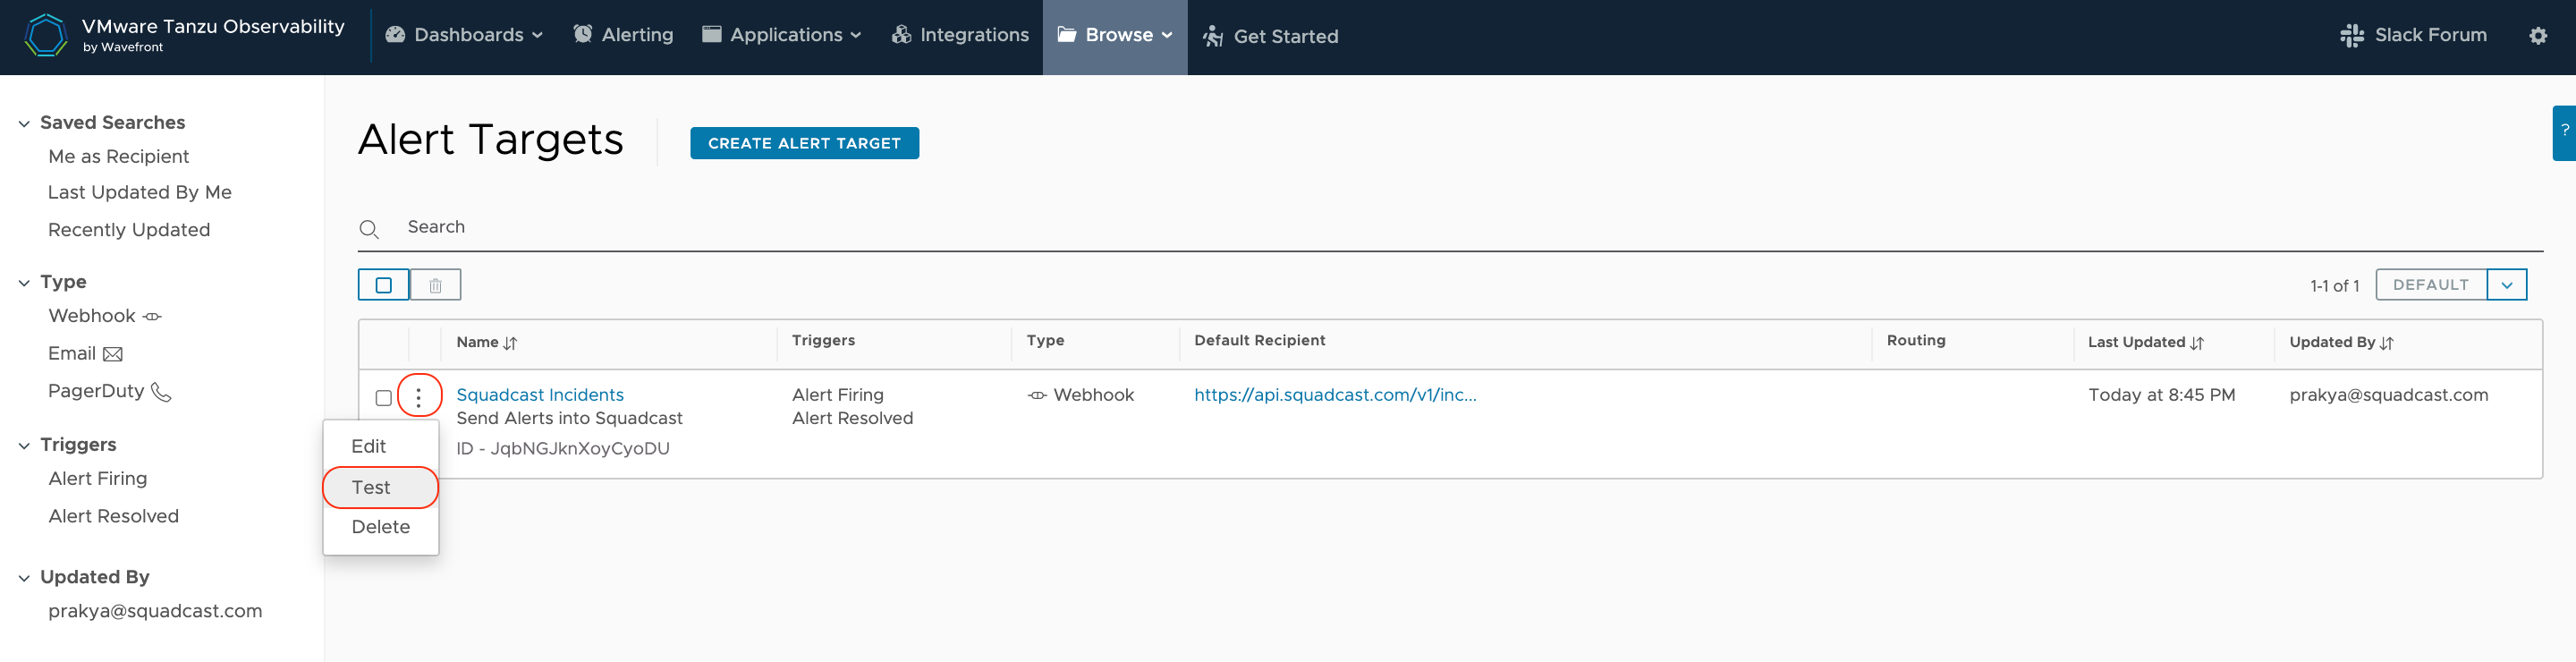 VMware Tanzu Observability
by Wavefront
Dashboards
Alerting
Applications
Integrations
Browse
Get Started
Slack Forum
Saved Searches
Me as Recipient
Last Updated By Me
Recently Updated
Type
Webhook
Email
PagerDuty
Triggers
Alert Firing
Alert Resolved
Updated By
prakya@squadcast.com
Alert Targets
CREATE ALERT TARGET
?
Search
1-1 of 1
DEFAULT
Name Triggers Type Default Recipient Routing Last Updated Updated By
Squadcast Incidents Alert Firing Webhook https://api.squadcast.com/v1/inc... Today at 8:45 PM prakya@squadcast.com
Send Alerts into Squadcast Alert Resolved
ID - JqbNGJknXoyCyoDU
Edit
Test
Delete